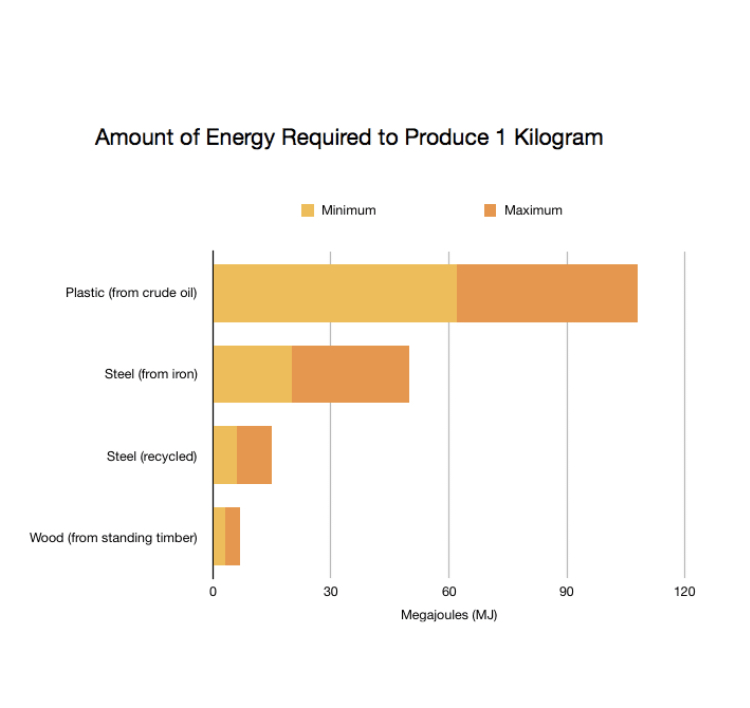 Amount of Energy Required to Produce 1 Kilogram
Minimum
Maximum
Plastic (from crude oil)
Steel (from iron)
Steel (recycled)
Wood (from standing timber)
0
30
60
90
120
Megajoules (MJ)